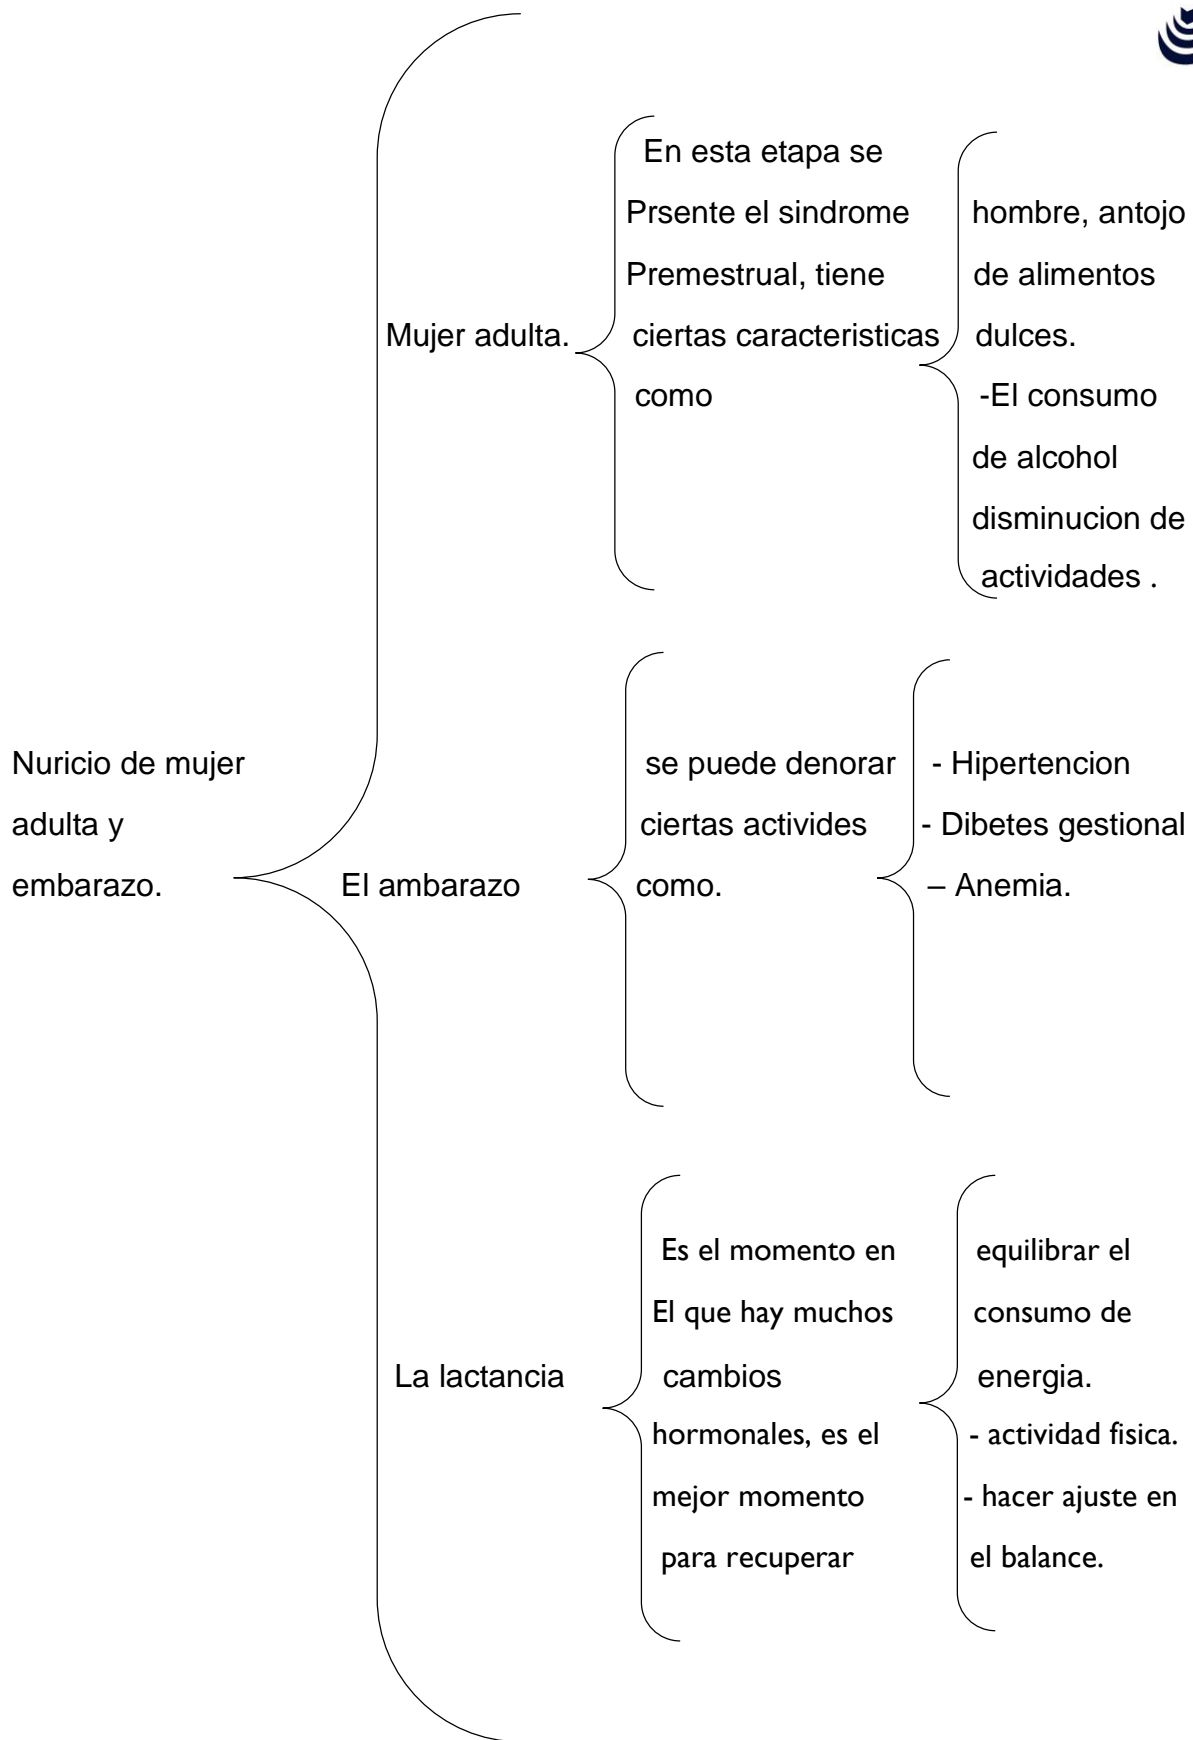 Nuricio de mujer
adulta y
embarazo.
Mujer adulta.
En esta etapa se
Prsente el sindrome
Premestrual, tiene
ciertas caracteristicas
como
hombre, antojo
de alimentos
dulces.
-El consumo
de alcohol
disminucion de
actividades .
El ambarazo
se puede denorar
ciertas activides
como.
- Hipertencion
- Dibetes gestional
– Anemia.
La lactancia
Es el momento en
El que hay muchos
cambios
hormonales, es el
mejor momento
para recuperar
equilibrar el
consumo de
energia.
- actividad fisica.
- hacer ajuste en
el balance.